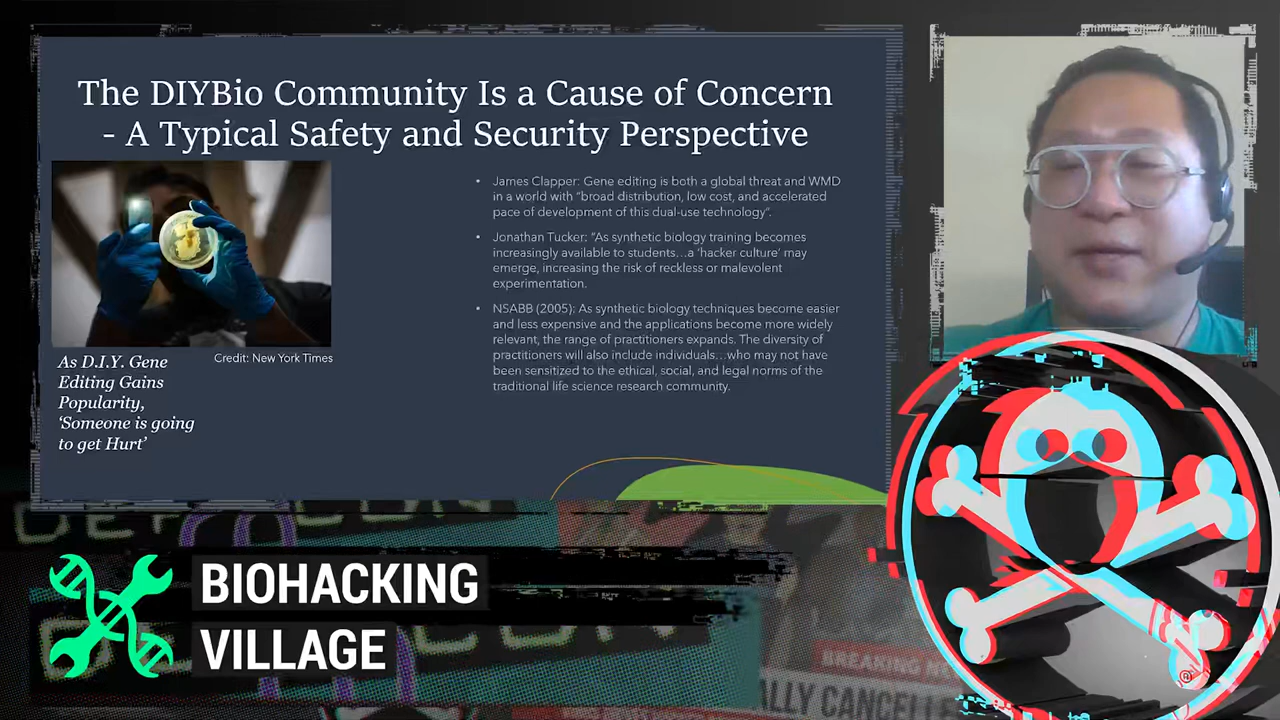 The DIYBio Community Is a Cause of Concern
- A Typical Safety and Security Perspective
• James Clapper: Gene editing is both a global threat and WMD
in a world with “broad distribution, low cost, and accelerated
pace of development of this dual-use technology”.
• Jonathan Tucker: “As synthetic biology training becomes
increasingly available to students…a ‘hacker culture’ may
emerge, increasing the risk of reckless or malevolent
experimentation.
• NSABB (2005): As synthetic biology techniques become easier
and less expensive and the applications become more widely
relevant, the range of practitioners expands. The diversity of
practitioners will also include individuals…who may not have
been sensitized to the ethical, social, and legal norms of the
traditional life science research community.
Credit: New York Times
As D.I.Y. Gene
Editing Gains
Popularity,
‘Someone is going
to get Hurt’
BIOHACKING
VILLAGE
DEF CON
BREAKING
ALLY CANCELLE
®